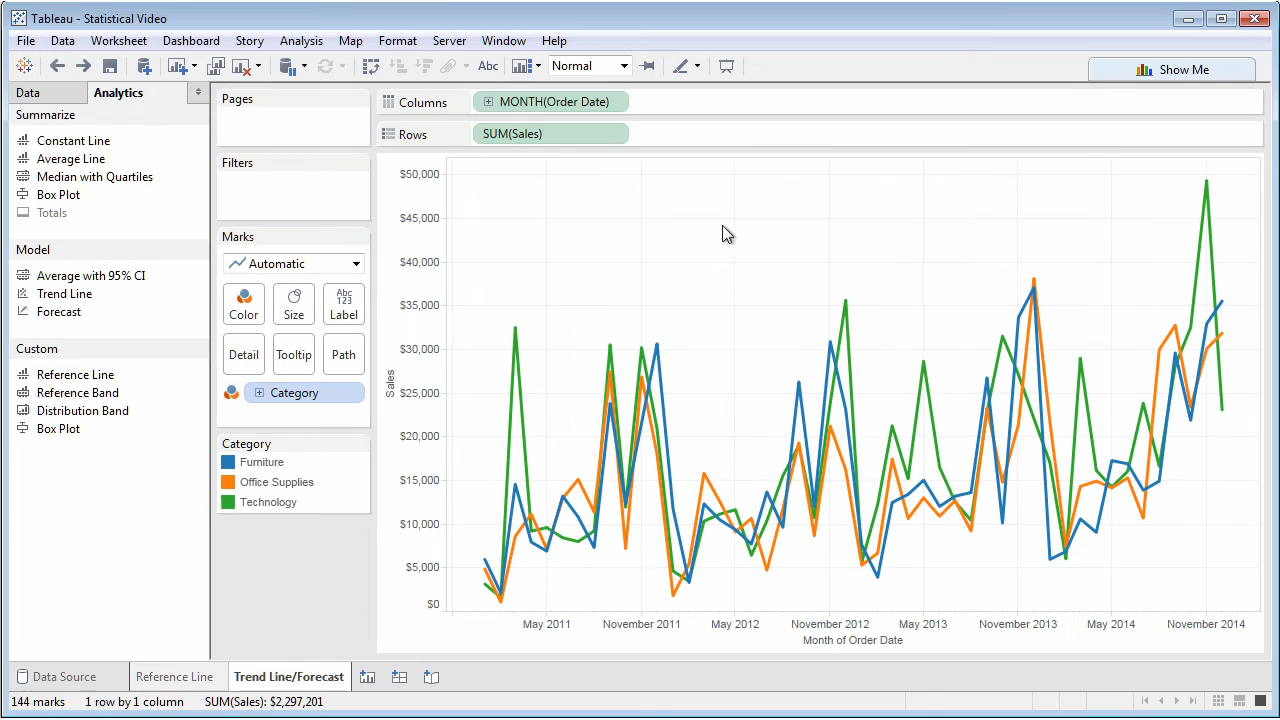 Tableau - Statistical Video
File Data Worksheet Dashboard Story Analysis Map Format Server Window Help
Abc Normal Show Me
Data Analytics
Summarize
Constant Line
Average Line
Median with Quartiles
Box Plot
Totals
Model
Average with 95% CI
Trend Line
Forecast
Custom
Reference Line
Reference Band
Distribution Band
Box Plot
Pages
Filters
Marks
Automatic
Color Size Abc 123 Label
Detail Tooltip Path
Category
Category
Furniture
Office Supplies
Technology
Columns MONTH(Order Date)
Rows SUM(Sales)
Sales
$50,000
$45,000
$40,000
$35,000
$30,000
$25,000
$20,000
$15,000
$10,000
$5,000
$0
May 2011 November 2011 May 2012 November 2012 May 2013 November 2013 May 2014 November 2014
Month of Order Date
Data Source Reference Line Trend Line/Forecast
144 marks 1 row by 1 column SUM(Sales): $2,297,201